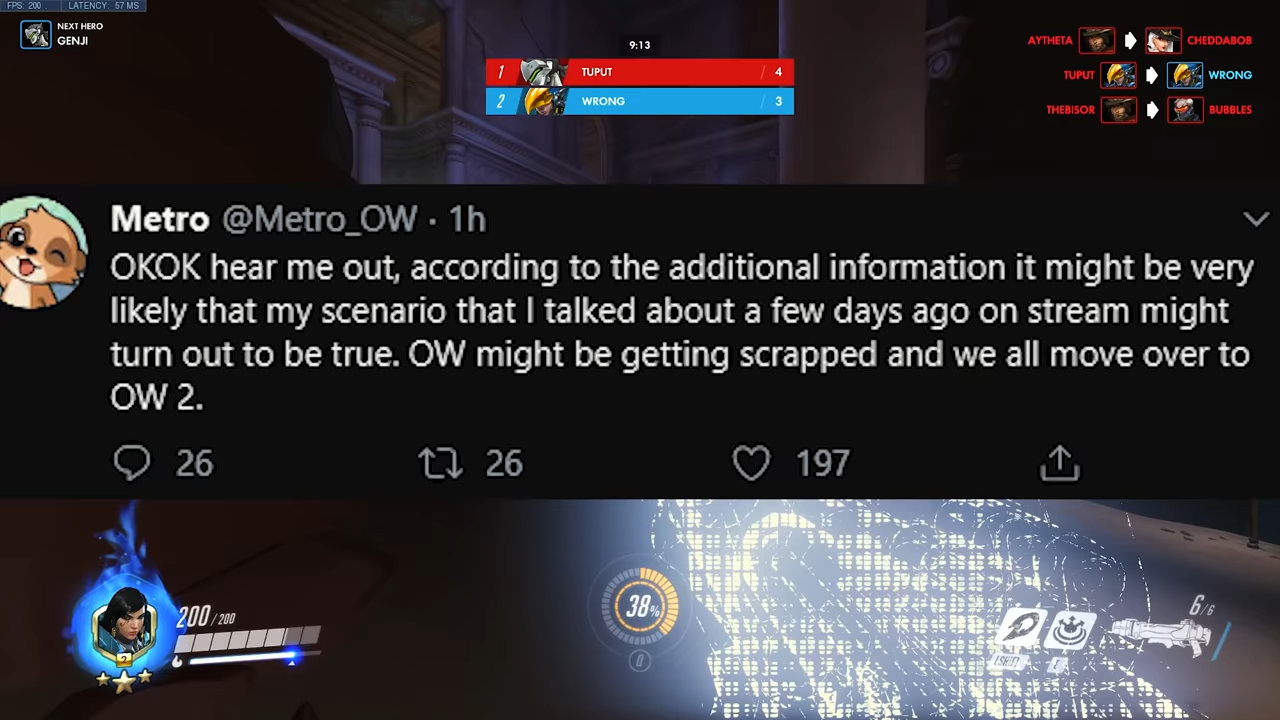 FPS: 200 LATENCY: 57 MS
NEXT HERO
GENJI
9:13
1 TUPUT / 4
2 WRONG / 3
AYTHETA CHEDDABOB
TUPUT WRONG
THEBISOR BUBBLES
Metro @Metro_OW · 1h
OKOK hear me out, according to the additional information it might be very
likely that my scenario that I talked about a few days ago on stream might
turn out to be true. OW might be getting scrapped and we all move over to
OW 2.
26 26 197
200/200
38%
Q
6/6
LSHIFT E
2